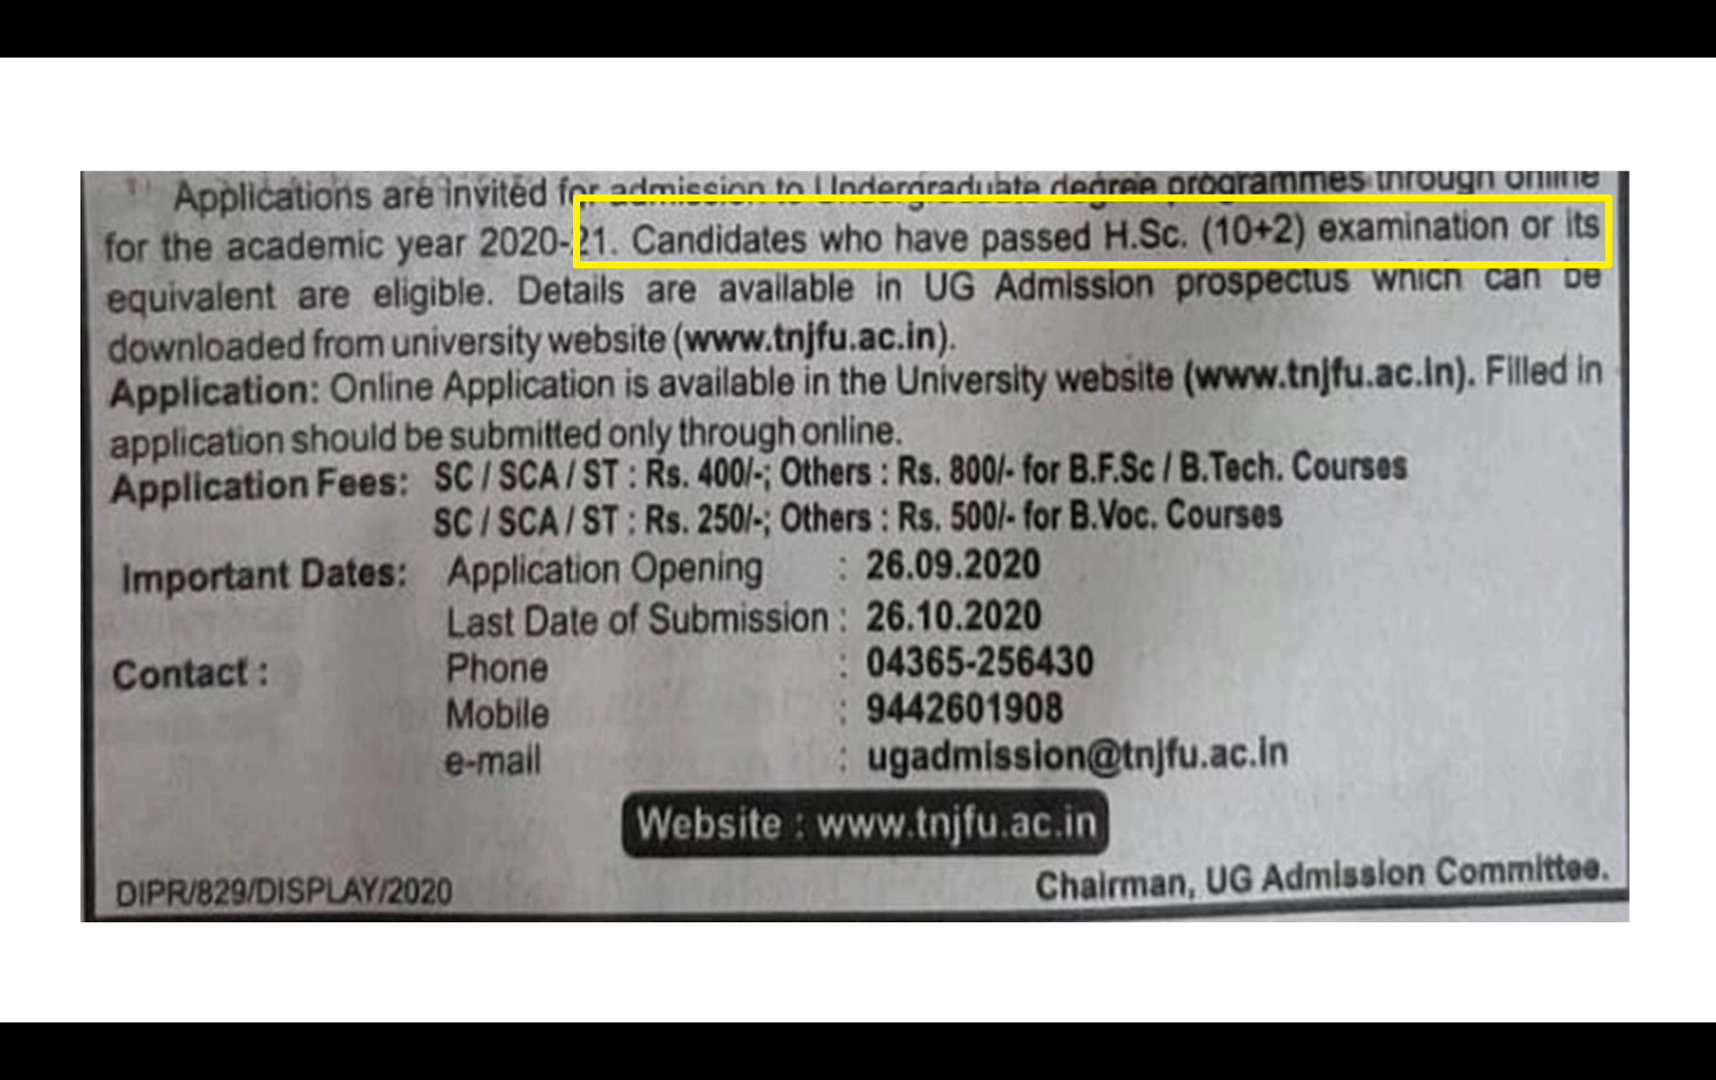 Applications are invited for admission to Undergraduate degree programmes through online
for the academic year 2020-21. Candidates who have passed H.Sc. (10+2) examination or its
equivalent are eligible. Details are available in UG Admission prospectus which can be
downloaded from university website (www.tnjfu.ac.in).
Application: Online Application is available in the University website (www.tnjfu.ac.in). Filled in
application should be submitted only through online.
Application Fees: SC / SCA / ST : Rs. 400/-; Others : Rs. 800/- for B.F.Sc / B.Tech. Courses
SC / SCA / ST : Rs. 250/-; Others : Rs. 500/- for B.Voc. Courses
Important Dates: Application Opening : 26.09.2020
Last Date of Submission : 26.10.2020
Contact : Phone : 04365-256430
Mobile : 9442601908
e-mail : ugadmission@tnjfu.ac.in
Website : www.tnjfu.ac.in
DIPR/829/DISPLAY/2020 Chairman, UG Admission Committee.